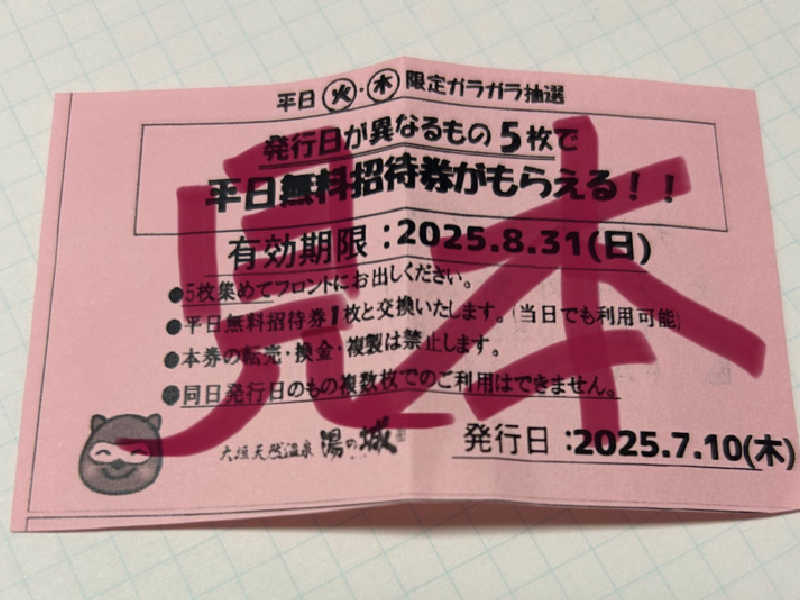 平日㊋・㊍限定ガラガラ抽選
発行日が異なるもの5枚で
平日無料招待券がもらえる!!
有効期限:2025.8.31(日)
●5枚集めてフロントにお出しください。
●平日無料招待券1枚と交換いたします。(当日でも利用可能)
●本券の転売・換金・複製は禁止します。
●同日発行日のもの複数枚でのご利用はできません。
大垣天然温泉 湯の城
発行日:2025.7.10(木)
見本